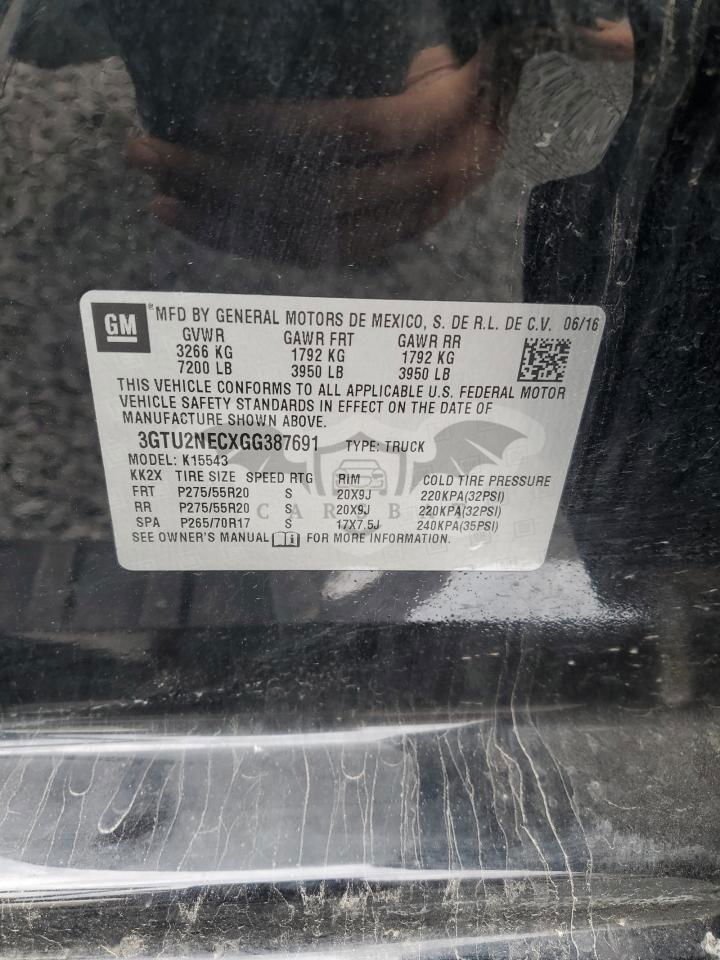 GM ® MFD BY GENERAL MOTORS DE MEXICO, S. DE R.L. DE C.V. 06/16
GVWR GAWR FRT GAWR RR
3266 KG 1792 KG 1792 KG
7200 LB 3950 LB 3950 LB
THIS VEHICLE CONFORMS TO ALL APPLICABLE U.S. FEDERAL MOTOR
VEHICLE SAFETY STANDARDS IN EFFECT ON THE DATE OF
MANUFACTURE SHOWN ABOVE.
3GTU2NECXGG387691 TYPE: TRUCK
MODEL: K15543
KK2X TIRE SIZE SPEED RTG RIM COLD TIRE PRESSURE
FRT P275/55R20 S 20X9J 220KPA(32PSI)
RR P275/55R20 S 20X9J 220KPA(32PSI)
SPA P265/70R17 S 17X7.5J 240KPA(35PSI)
SEE OWNER'S MANUAL i FOR MORE INFORMATION.